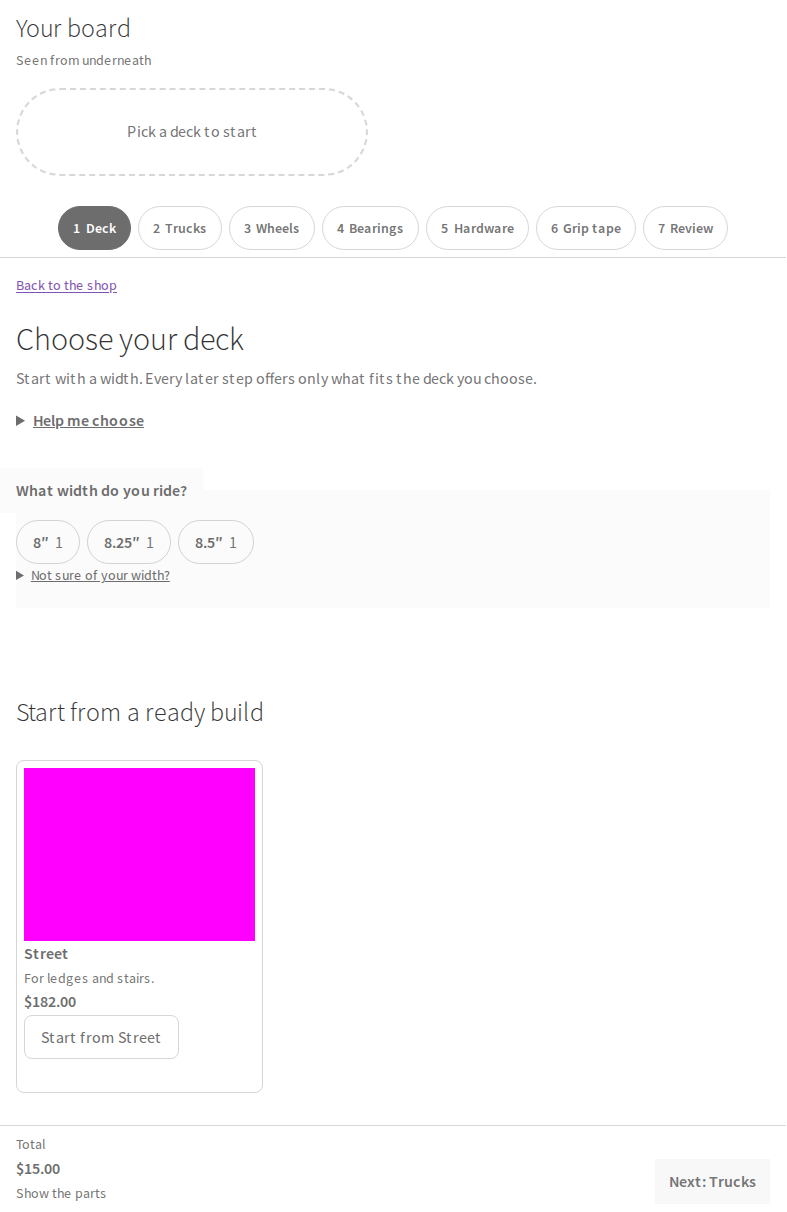 Your board
Seen from underneath
Pick a deck to start
1 Deck
2 Trucks
3 Wheels
4 Bearings
5 Hardware
6 Grip tape
7 Review
Back to the shop
Choose your deck
Start with a width. Every later step offers only what fits the deck you choose.
Help me choose
What width do you ride?
8″ 1
8.25″ 1
8.5″ 1
Not sure of your width?
Start from a ready build
Street
For ledges and stairs.
$182.00
Start from Street
Total
$15.00
Show the parts
Next: Trucks